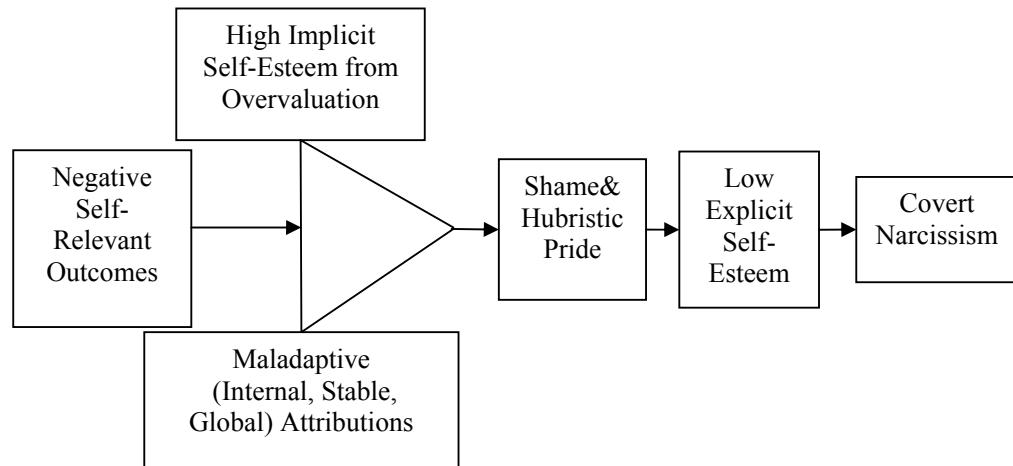 High Implicit
Self-Esteem from
Overvaluation
Negative
Self-
Relevant
Outcomes
Shame&
Hubristic
Pride
Low
Explicit
Self-
Esteem
Covert
Narcissism
Maladaptive
(Internal, Stable,
Global) Attributions